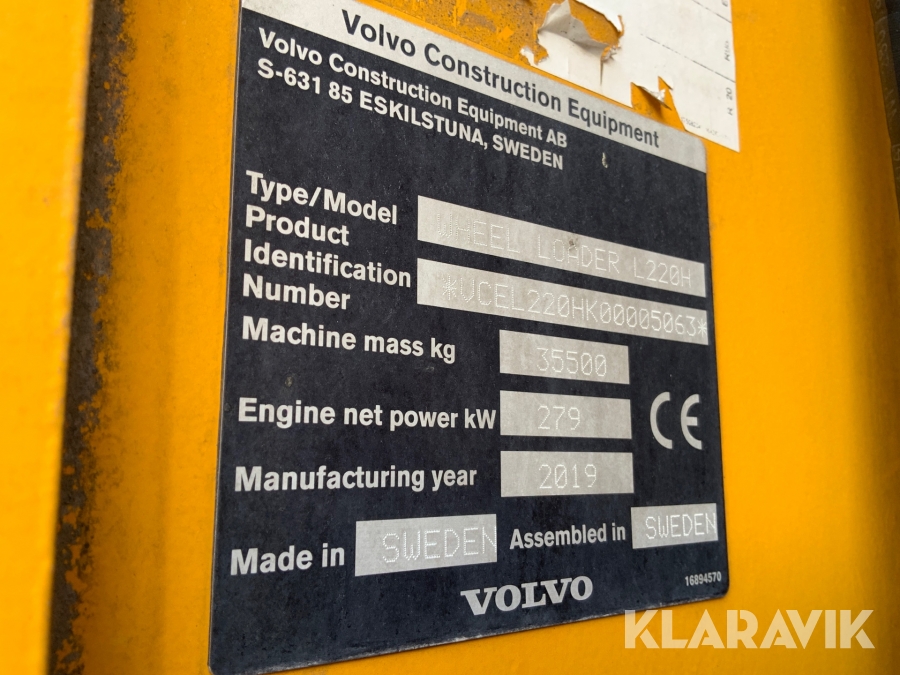 Volvo Construction Equipment
Volvo Construction Equipment AB
S-631 85 ESKILSTUNA, SWEDEN
Type/Model WHEEL LOADER L220H
Product
Identification
Number *VCEL220HK00005063*
Machine mass kg 35500
Engine net power kW 279
CE
Manufacturing year 2019
Made in SWEDEN Assembled in SWEDEN
VOLVO
16894570
KLARAVIK